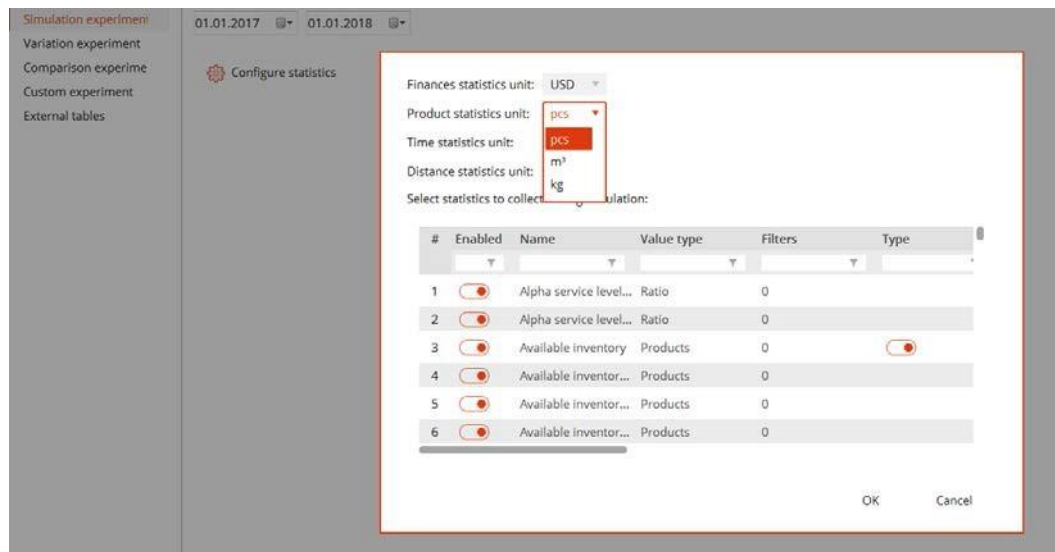 Simulation experiment
Variation experiment
Comparison experime
Custom experiment
External tables
01.01.2017 01.01.2018
Configure statistics
Finances statistics unit: USD
Product statistics unit: pcs
Time statistics unit: pcs
Distance statistics unit: m³
kg
Select statistics to collect ulation:
# Enabled Name Value type Filters Type
1 Alpha service level... Ratio 0
2 Alpha service level... Ratio 0
3 Available inventory Products 0
4 Available inventor... Products 0
5 Available inventor... Products 0
6 Available inventor... Products 0
OK Cancel